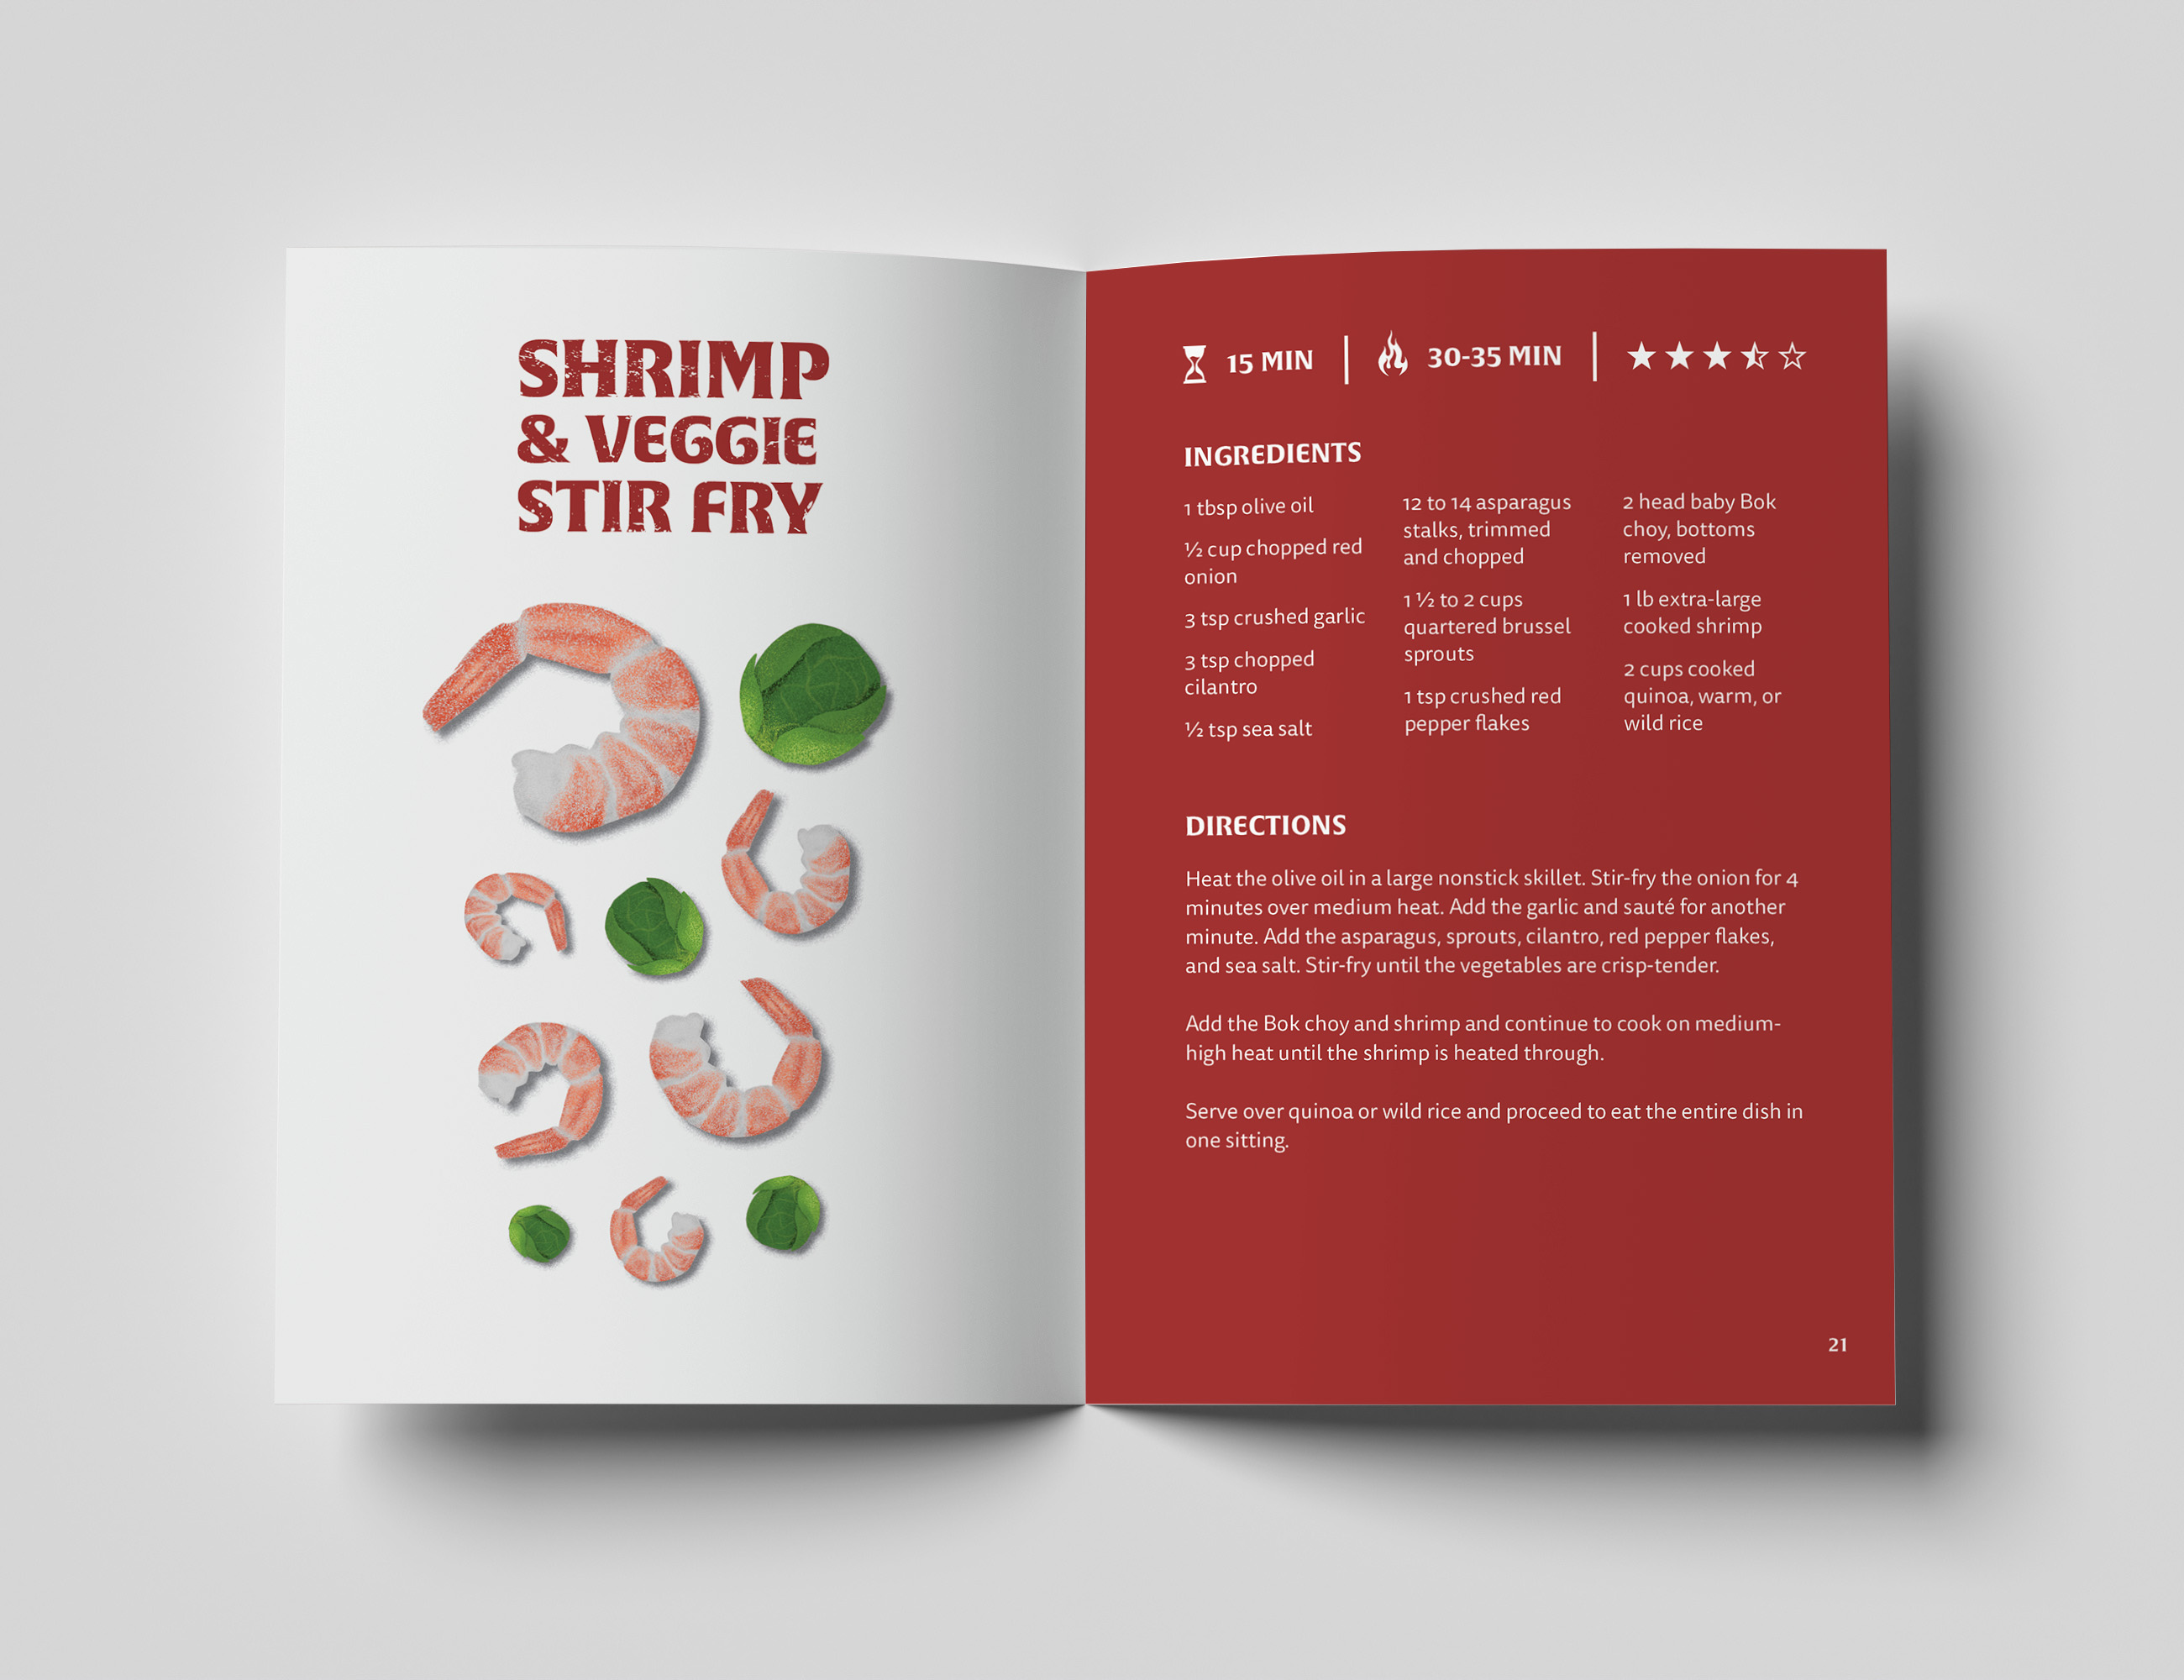 SHRIMP
& VEGGIE
STIR FRY
15 MIN
30-35 MIN
INGREDIENTS
1 tbsp olive oil
½ cup chopped red
onion
3 tsp crushed garlic
3 tsp chopped
cilantro
½ tsp sea salt
12 to 14 asparagus
stalks, trimmed
and chopped
1 ½ to 2 cups
quartered brussel
sprouts
1 tsp crushed red
pepper flakes
2 head baby Bok
choy, bottoms
removed
1 lb extra-large
cooked shrimp
2 cups cooked
quinoa, warm, or
wild rice
DIRECTIONS
Heat the olive oil in a large nonstick skillet. Stir-fry the onion for 4
minutes over medium heat. Add the garlic and sauté for another
minute. Add the asparagus, sprouts, cilantro, red pepper flakes,
and sea salt. Stir-fry until the vegetables are crisp-tender.
Add the Bok choy and shrimp and continue to cook on medium-
high heat until the shrimp is heated through.
Serve over quinoa or wild rice and proceed to eat the entire dish in
one sitting.
21